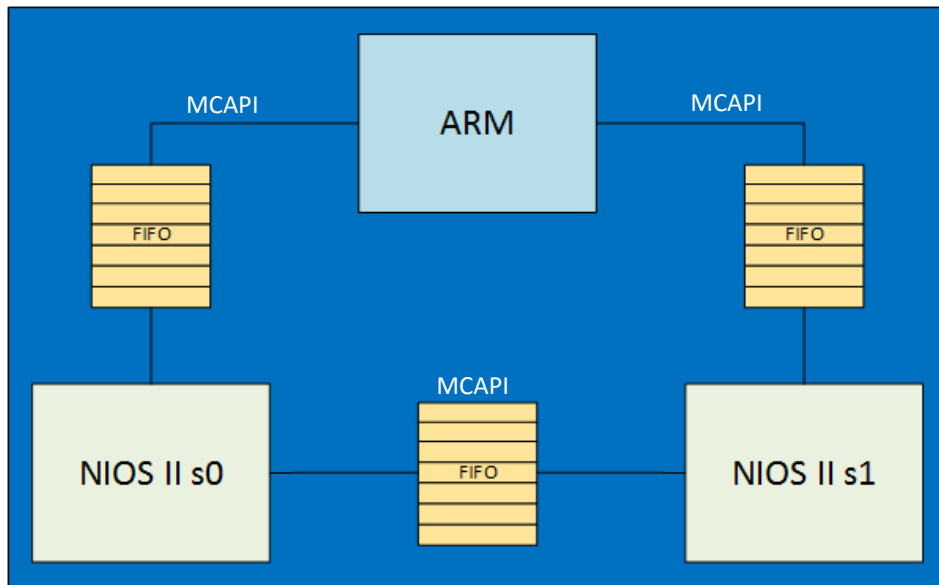 MCAPI
ARM
MCAPI
FIFO
FIFO
MCAPI
NIOS II s0
FIFO
NIOS II s1